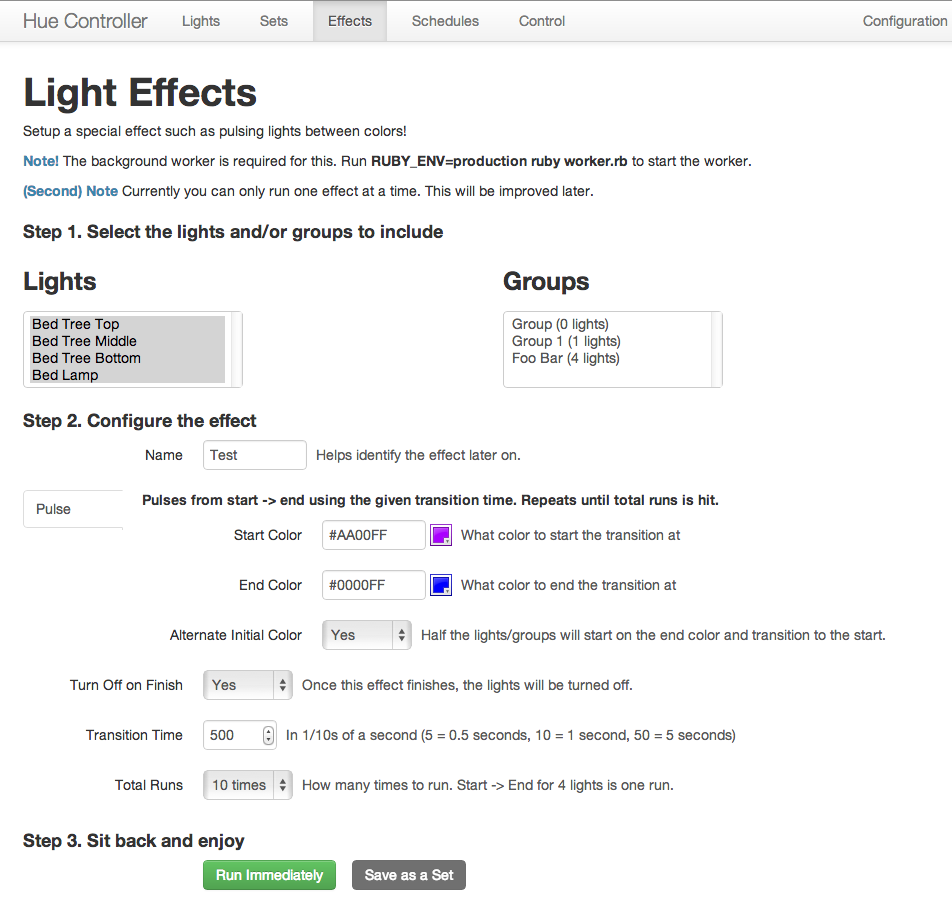 Hue Controller Lights Sets Effects Schedules Control Configuration
Light Effects
Setup a special effect such as pulsing lights between colors!
Note! The background worker is required for this. Run RUBY_ENV=production ruby worker.rb to start the worker.
(Second) Note Currently you can only run one effect at a time. This will be improved later.
Step 1. Select the lights and/or groups to include
Lights
Bed Tree Top
Bed Tree Middle
Bed Tree Bottom
Bed Lamp
Groups
Group (0 lights)
Group 1 (1 lights)
Foo Bar (4 lights)
Step 2. Configure the effect
Name Test Helps identify the effect later on.
Pulse
Pulses from start -> end using the given transition time. Repeats until total runs is hit.
Start Color #AA00FF What color to start the transition at
End Color #0000FF What color to end the transition at
Alternate Initial Color Yes Half the lights/groups will start on the end color and transition to the start.
Turn Off on Finish Yes Once this effect finishes, the lights will be turned off.
Transition Time 500 In 1/10s of a second (5 = 0.5 seconds, 10 = 1 second, 50 = 5 seconds)
Total Runs 10 times How many times to run. Start -> End for 4 lights is one run.
Step 3. Sit back and enjoy
Run Immediately Save as a Set